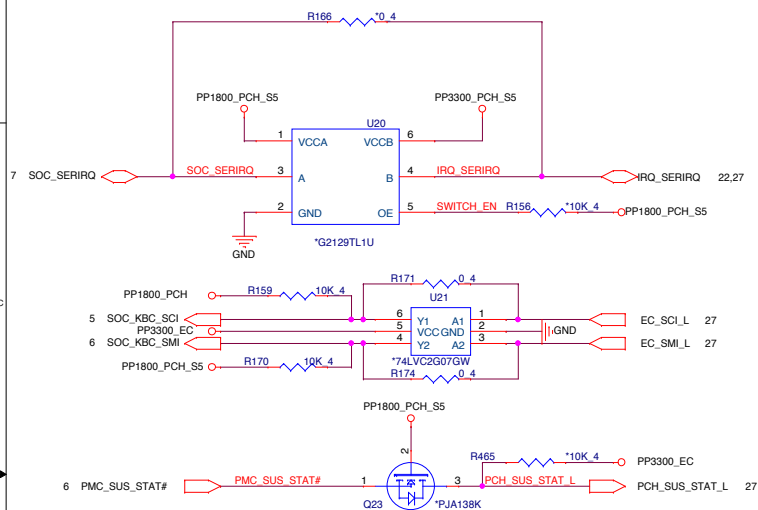 R166 *0_4
PP1800_PCH_S5 PP3300_PCH_S5
U20
1 VCCA VCCB 6
7 SOC_SERIRQ SOC_SERIRQ 3 A B 4 IRQ_SERIRQ IRQ_SERIRQ 22,27
2 GND OE 5 SWITCH_EN R156 *10K_4 PP1800_PCH_S5
*G2129TL1U
GND
R171 0_4
PP1800_PCH R159 10K_4 U21
5 SOC_KBC_SCI 6 Y1 A1 1 EC_SCI_L 27
PP3300_EC 5 VCC GND 2 GND
6 SOC_KBC_SMI 4 Y2 A2 3 EC_SMI_L 27
*74LVC2G07GW
PP1800_PCH_S5 R170 10K_4
R174 0_4
PP1800_PCH_S5
2
R465 *10K_4 PP3300_EC
6 PMC_SUS_STAT# PMC_SUS_STAT# 1 3 PCH_SUS_STAT_L PCH_SUS_STAT_L 27
Q23 *PJA138K
C